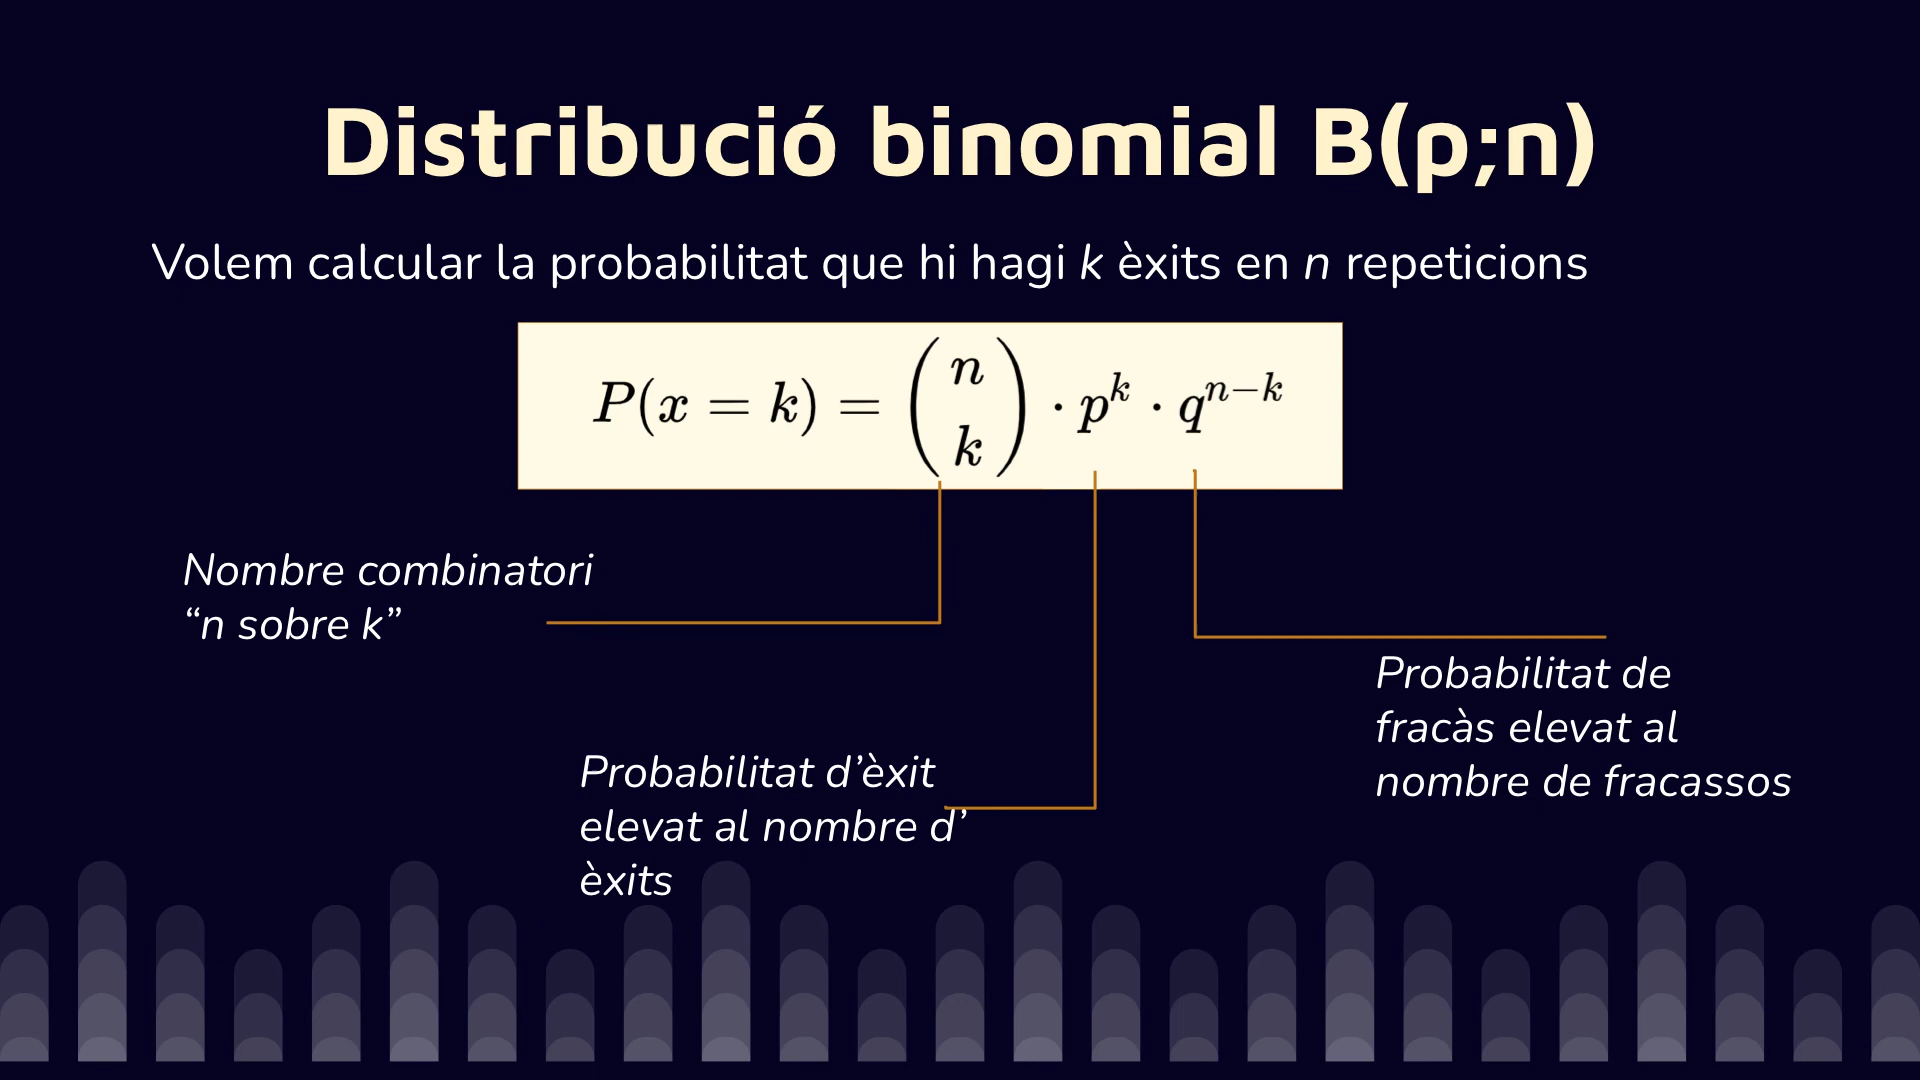 Distribució binomial B(p;n)
Volem calcular la probabilitat que hi hagi k èxits en n repeticions
P(x = k) = (n k) · p^k · q^{n−k}
Nombre combinatori
“n sobre k”
Probabilitat de
fracàs elevat al
nombre de fracassos
Probabilitat d’èxit
elevat al nombre d’
èxits